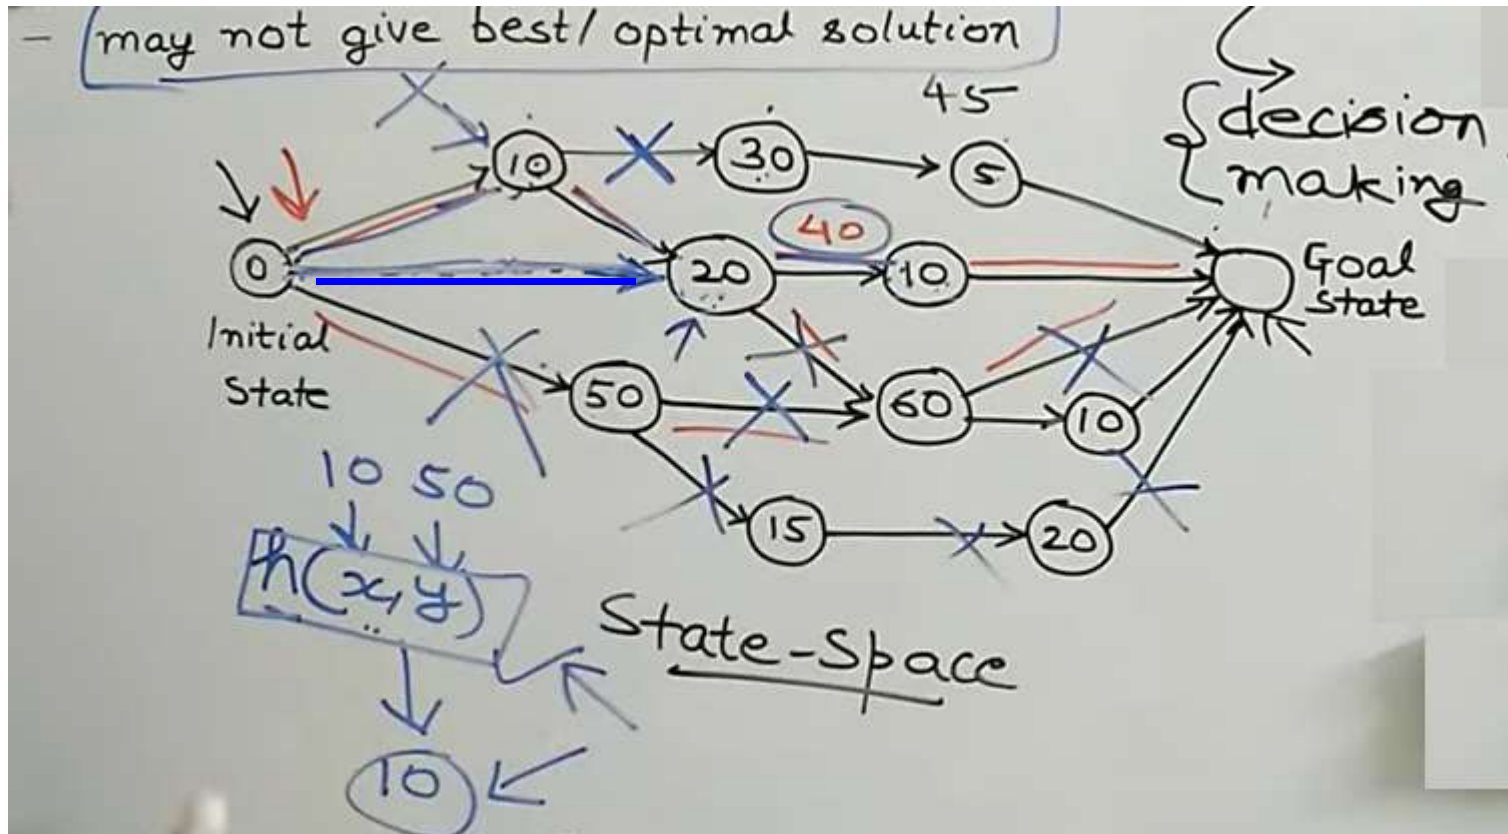 - may not give best/ optimal solution
45
decision
making
10 30 5
40
0 20 10
Goal
State
Initial
State
50 60 10
10 50
15 20
h(x,y)
State-Space
10